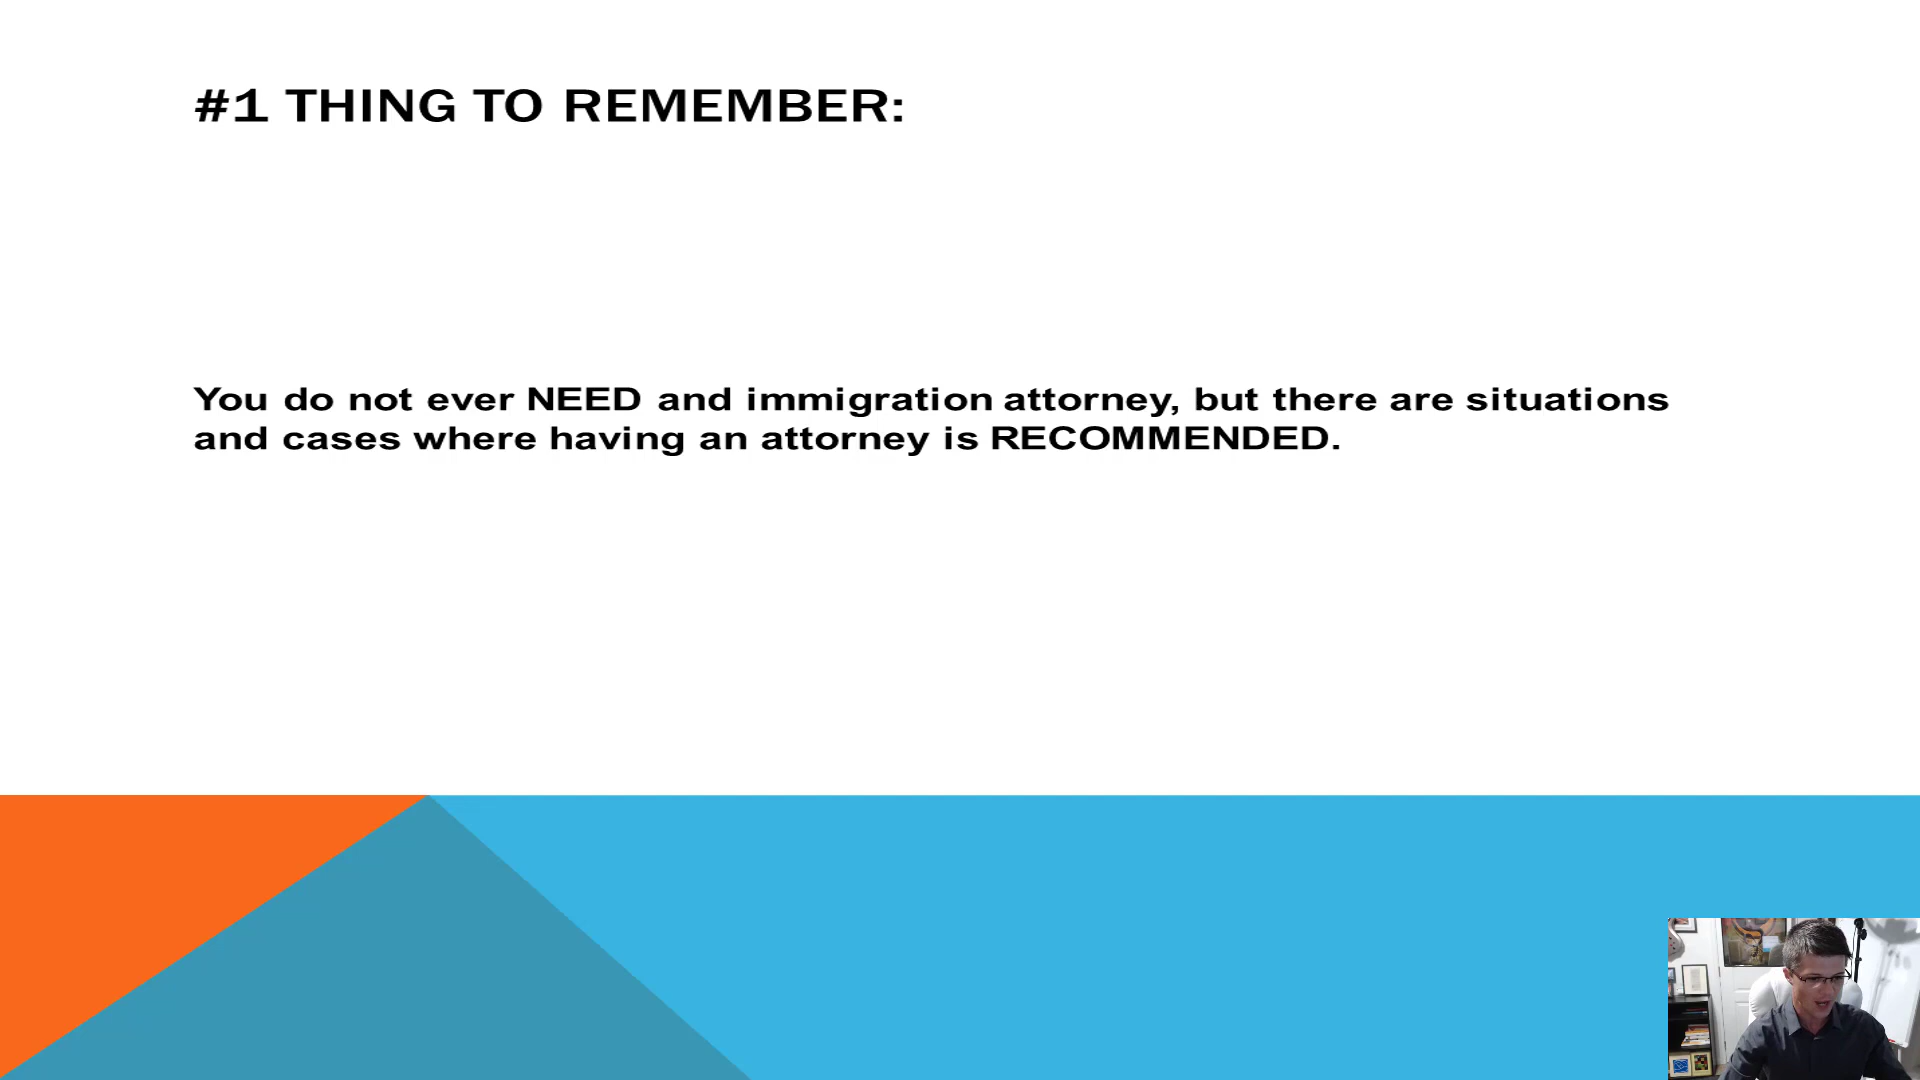 #1 THING TO REMEMBER:
You do not ever NEED and immigration attorney, but there are situations
and cases where having an attorney is RECOMMENDED.